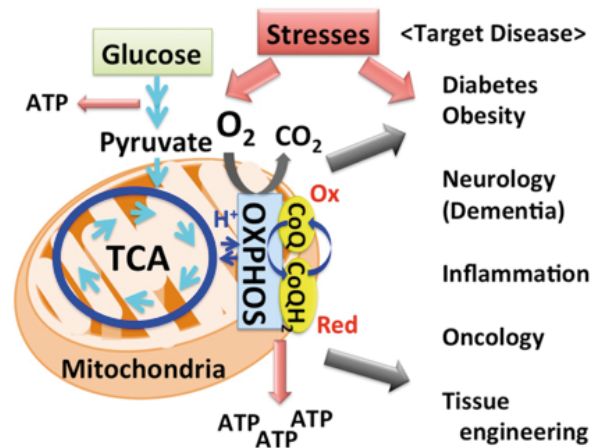 Stresses
<Target Disease>
Glucose
ATP
Pyruvate
O2
CO2
Diabetes
Obesity
Neurology
(Dementia)
Inflammation
Oncology
Tissue
engineering
TCA
H+
OXPHOS
CoQ
CoQH2
Ox
Red
Mitochondria
ATP
ATP
ATP